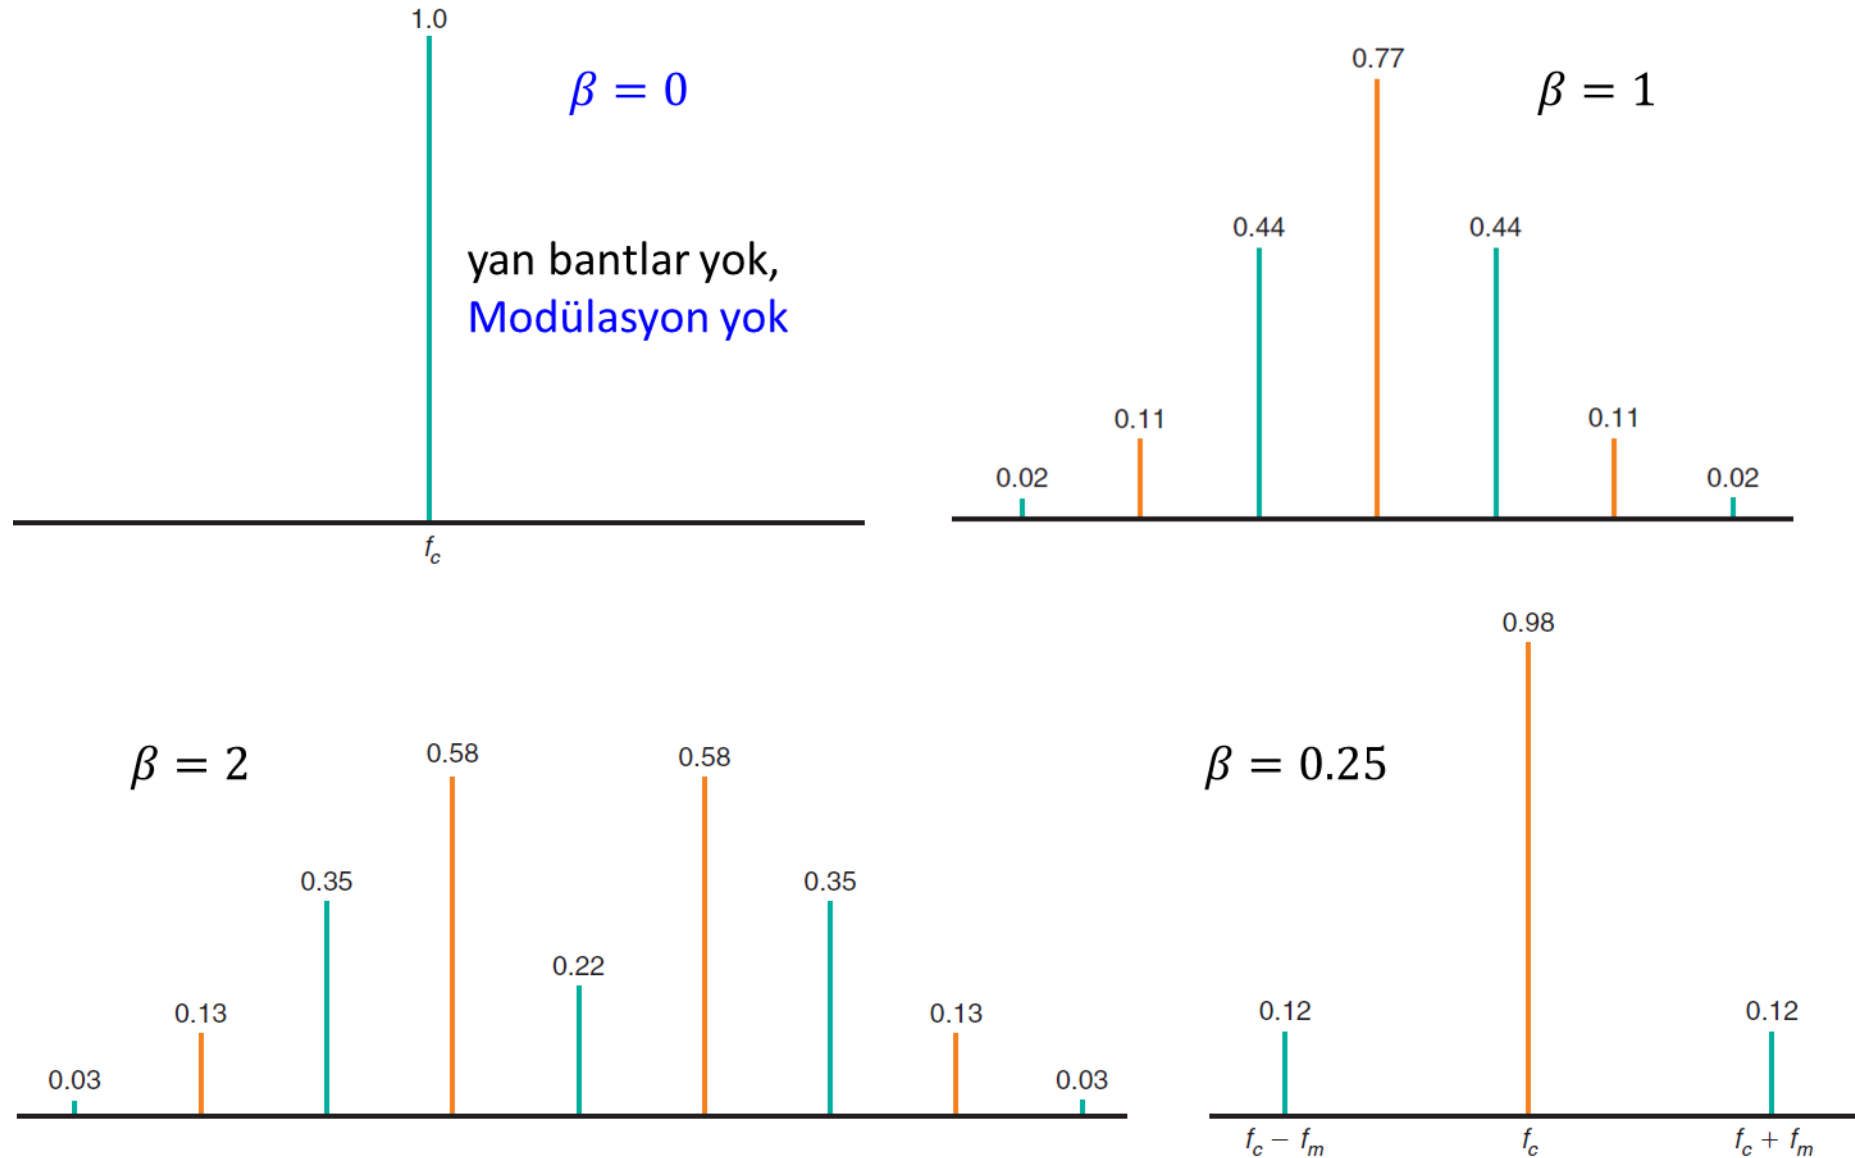 1.0
β = 0
yan bantlar yok,
Modülasyon yok
f_c
0.77
β = 1
0.44
0.44
0.11
0.11
0.02
0.02
β = 2
0.58
0.58
0.35
0.35
0.22
0.13
0.13
0.03
0.03
0.98
β = 0.25
0.12
0.12
f_c − f_m
f_c
f_c + f_m